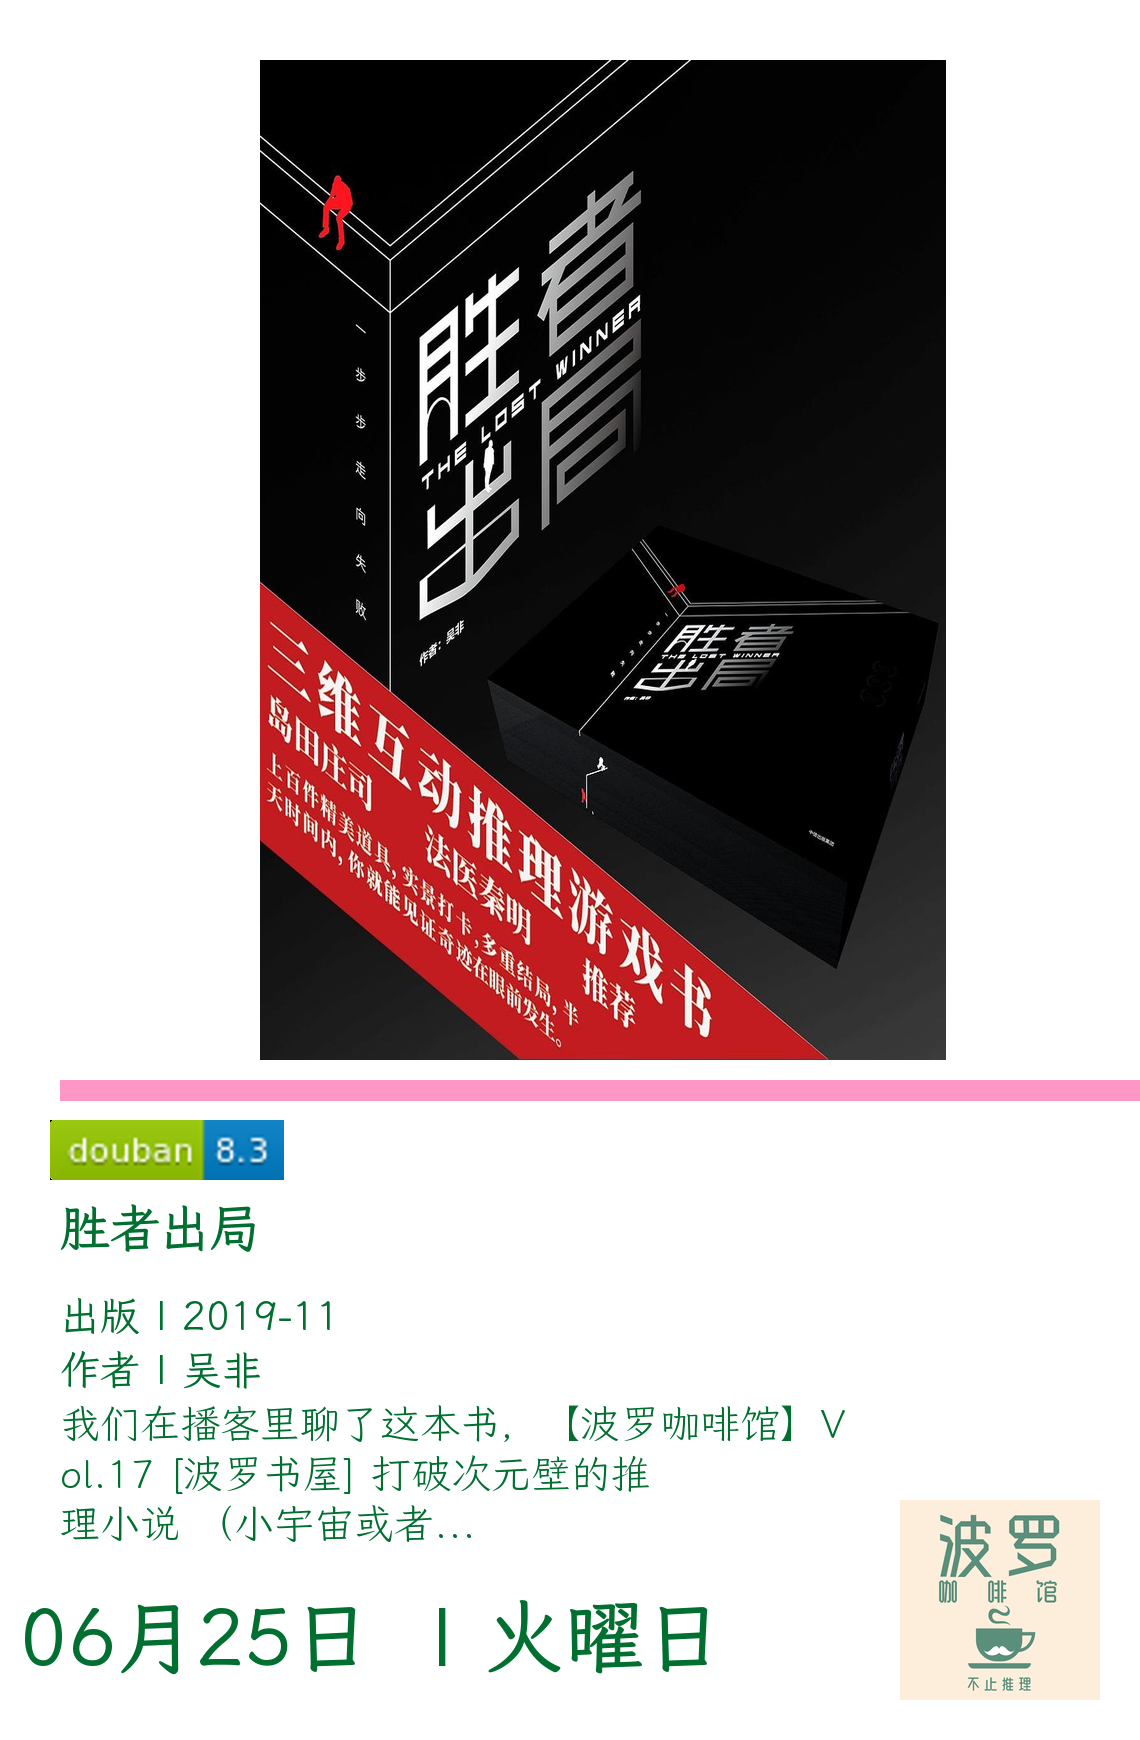 胜者
THE LOST WINNER
出局
一步步走向失败
作者：吴非
三维互动推理游戏书
岛田庄司 法医秦明 推荐
上百件精美道具，实景打卡，多重结局，半
天时间内，你就能见证奇迹在眼前发生。
胜者
THE LOST WINNER
出局
douban 8.3
胜者出局
出版 | 2019-11
作者 | 吴非
我们在播客里聊了这本书，【波罗咖啡馆】V
ol.17 [波罗书屋] 打破次元壁的推
理小说 （小宇宙或者...
06月25日 | 火曜日
波罗
咖啡馆
不止推理